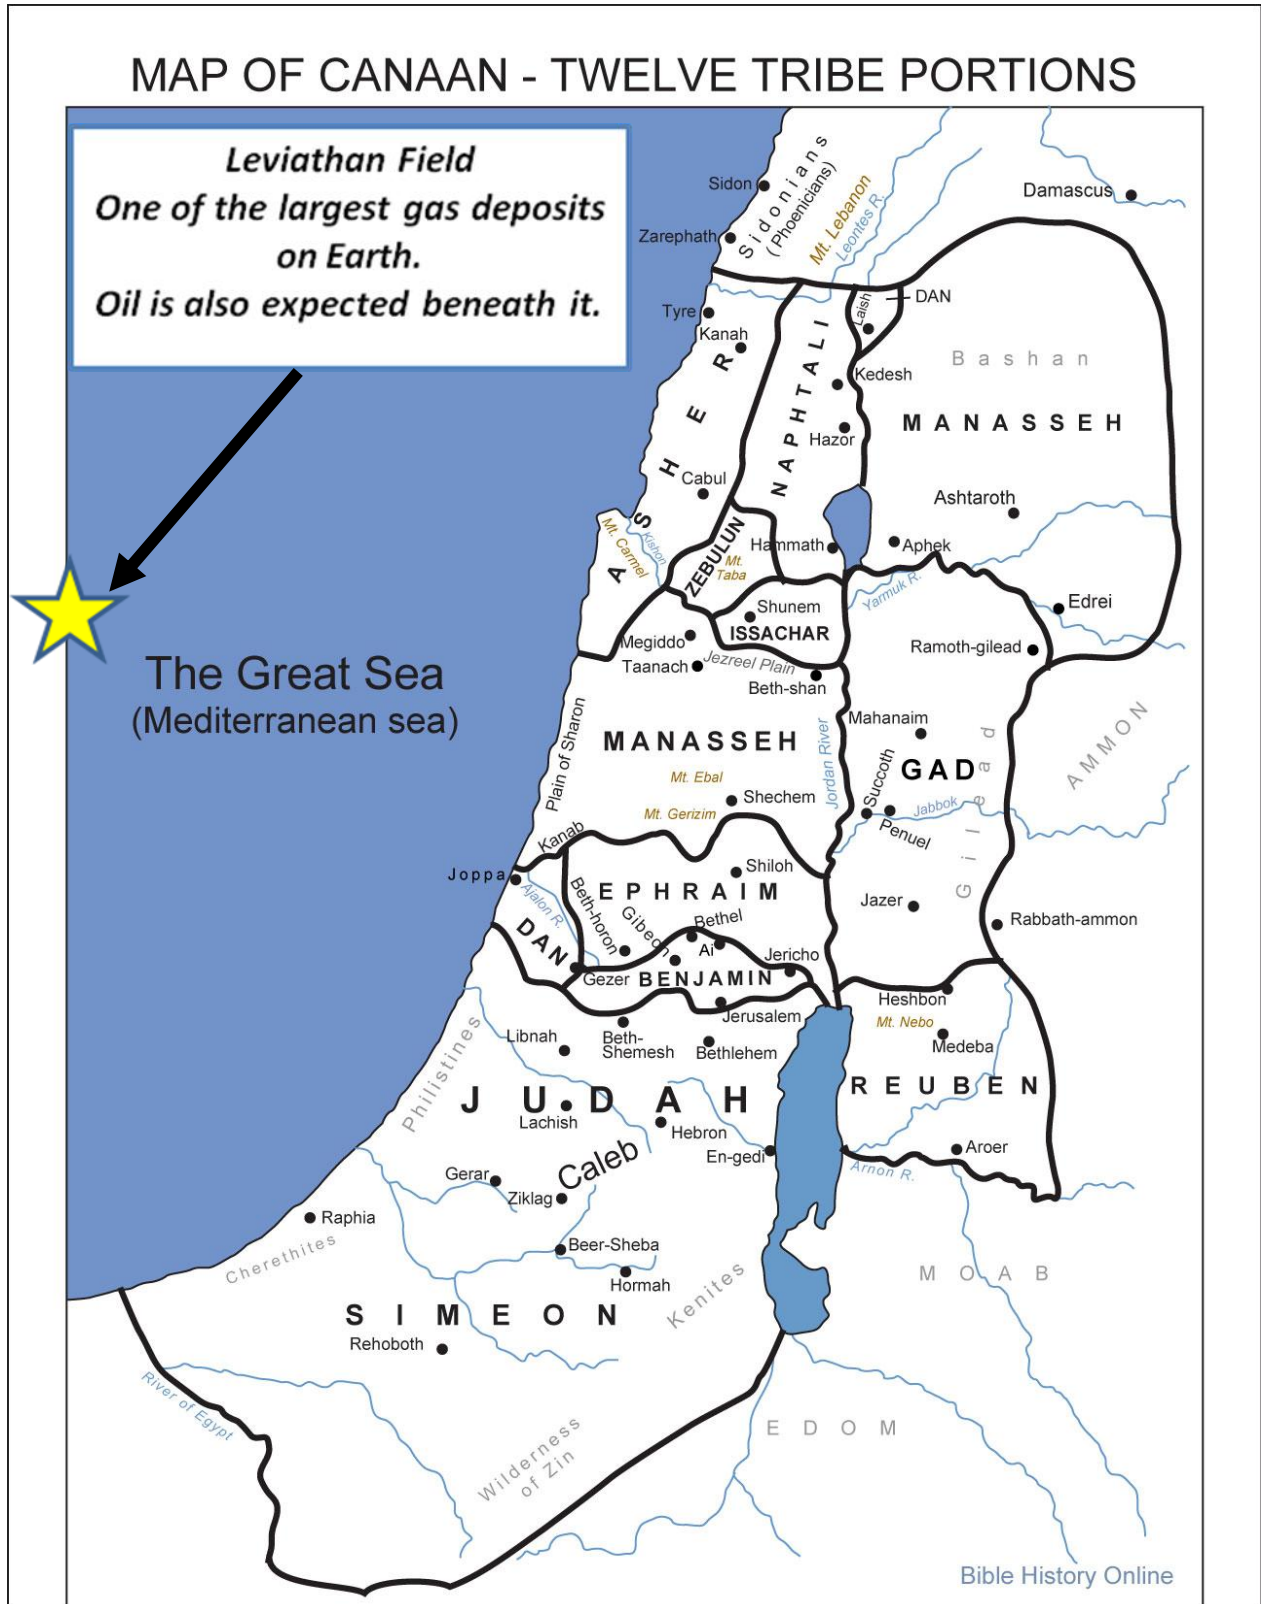 MAP OF CANAAN - TWELVE TRIBE PORTIONS
Leviathan Field
One of the largest gas deposits
on Earth.
Oil is also expected beneath it.
Sidon
Sidonians
(Phoenicians)
Mt. Lebanon
Leontes R.
Damascus
Zarephath
Tyre
Kanah
Laish
DAN
Bashan
Kedesh
MANASSEH
ASHER
NAPHTALI
Hazor
Cabul
Ashtaroth
Mt. Carmel
Kishon
ZEBULUN
Mt.
Taba
Hammath
Aphek
Yarmuk R.
Edrei
Shunem
ISSACHAR
Megiddo
Taanach
Jezreel Plain
Beth-shan
Ramoth-gilead
The Great Sea
(Mediterranean sea)
Plain of Sharon
MANASSEH
Jordan River
Mahanaim
GAD
Gilead
AMMON
Mt. Ebal
Mt. Gerizim
Shechem
Succoth
Penuel
Jabbok
Kanab
Joppa
Ajalon R.
Shiloh
EPHRAIM
Beth-horon
Gibeon
Bethel
Ai
Jazer
Rabbath-ammon
DAN
Gezer
BENJAMIN
Jericho
Heshbon
Mt. Nebo
Medeba
Jerusalem
Libnah
Beth-
Shemesh
Bethlehem
Philistines
JUDAH
REUBEN
Lachish
Hebron
En-gedi
Aroer
Arnon R.
Caleb
Gerar
Ziklag
Raphia
Cherethites
Beer-Sheba
Hormah
Kenites
MOAB
SIMEON
Rehoboth
River of Egypt
Wilderness
of Zin
EDOM
Bible History Online